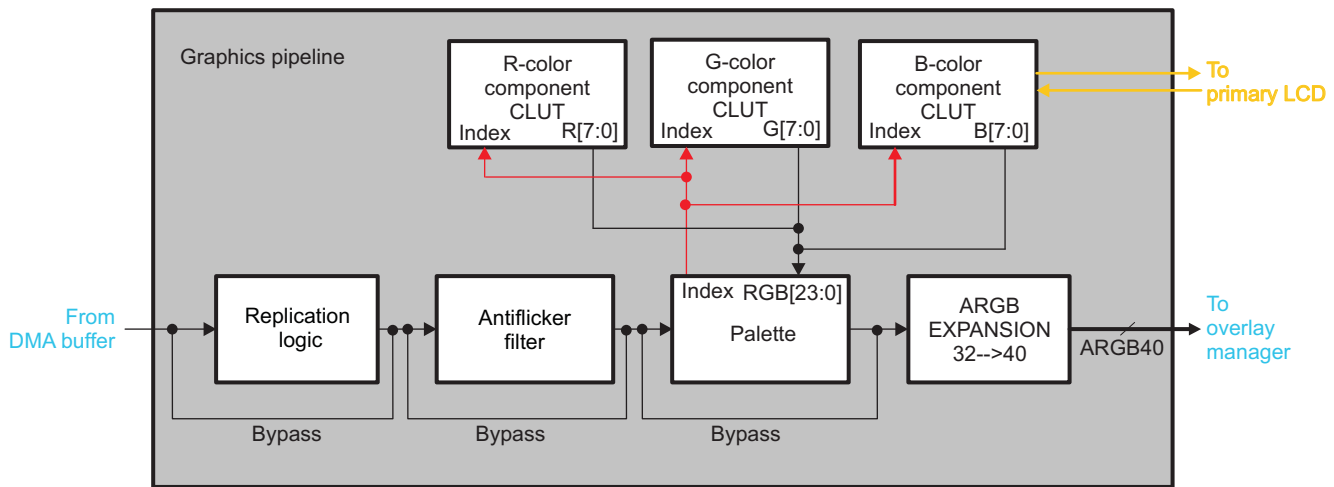 Graphics pipeline
R-color
component
CLUT
Index R[7:0]
G-color
component
CLUT
Index G[7:0]
B-color
component
CLUT
Index B[7:0]
To
primary LCD
From
DMA buffer
Replication
logic
Antiflicker
filter
Index RGB[23:0]
Palette
ARGB
EXPANSION
32-->40
ARGB40
To
overlay
manager
Bypass
Bypass
Bypass